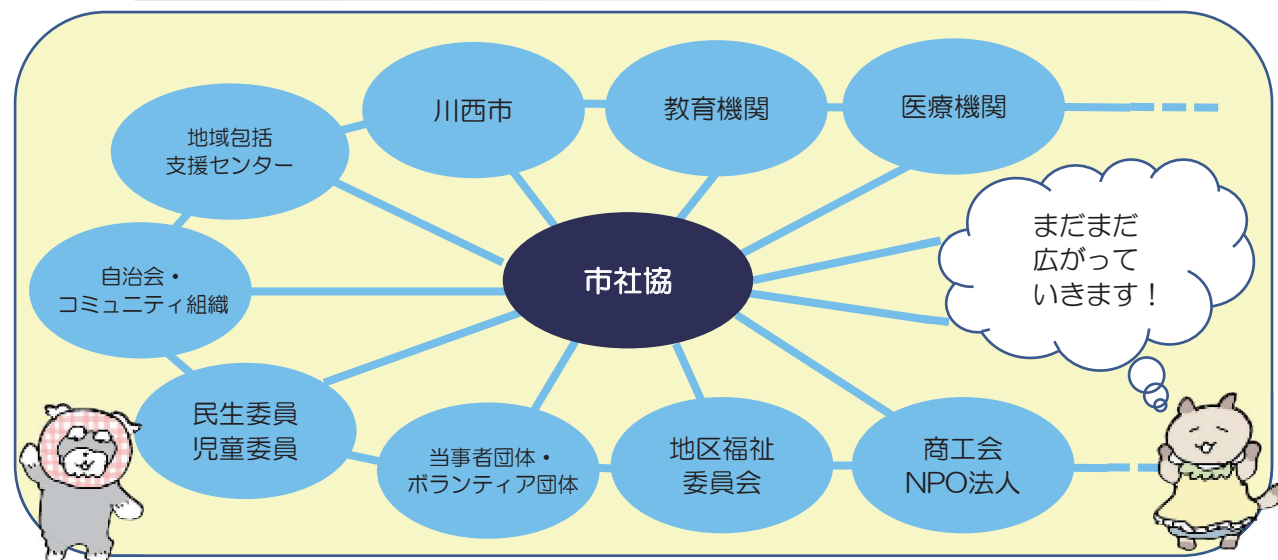 川西市
教育機関
医療機関
地域包括
支援センター
まだまだ
広がって
いきます！
市社協
自治会・
コミュニティ組織
民生委員
児童委員
当事者団体・
ボランティア団体
地区福祉
委員会
商工会
NPO法人